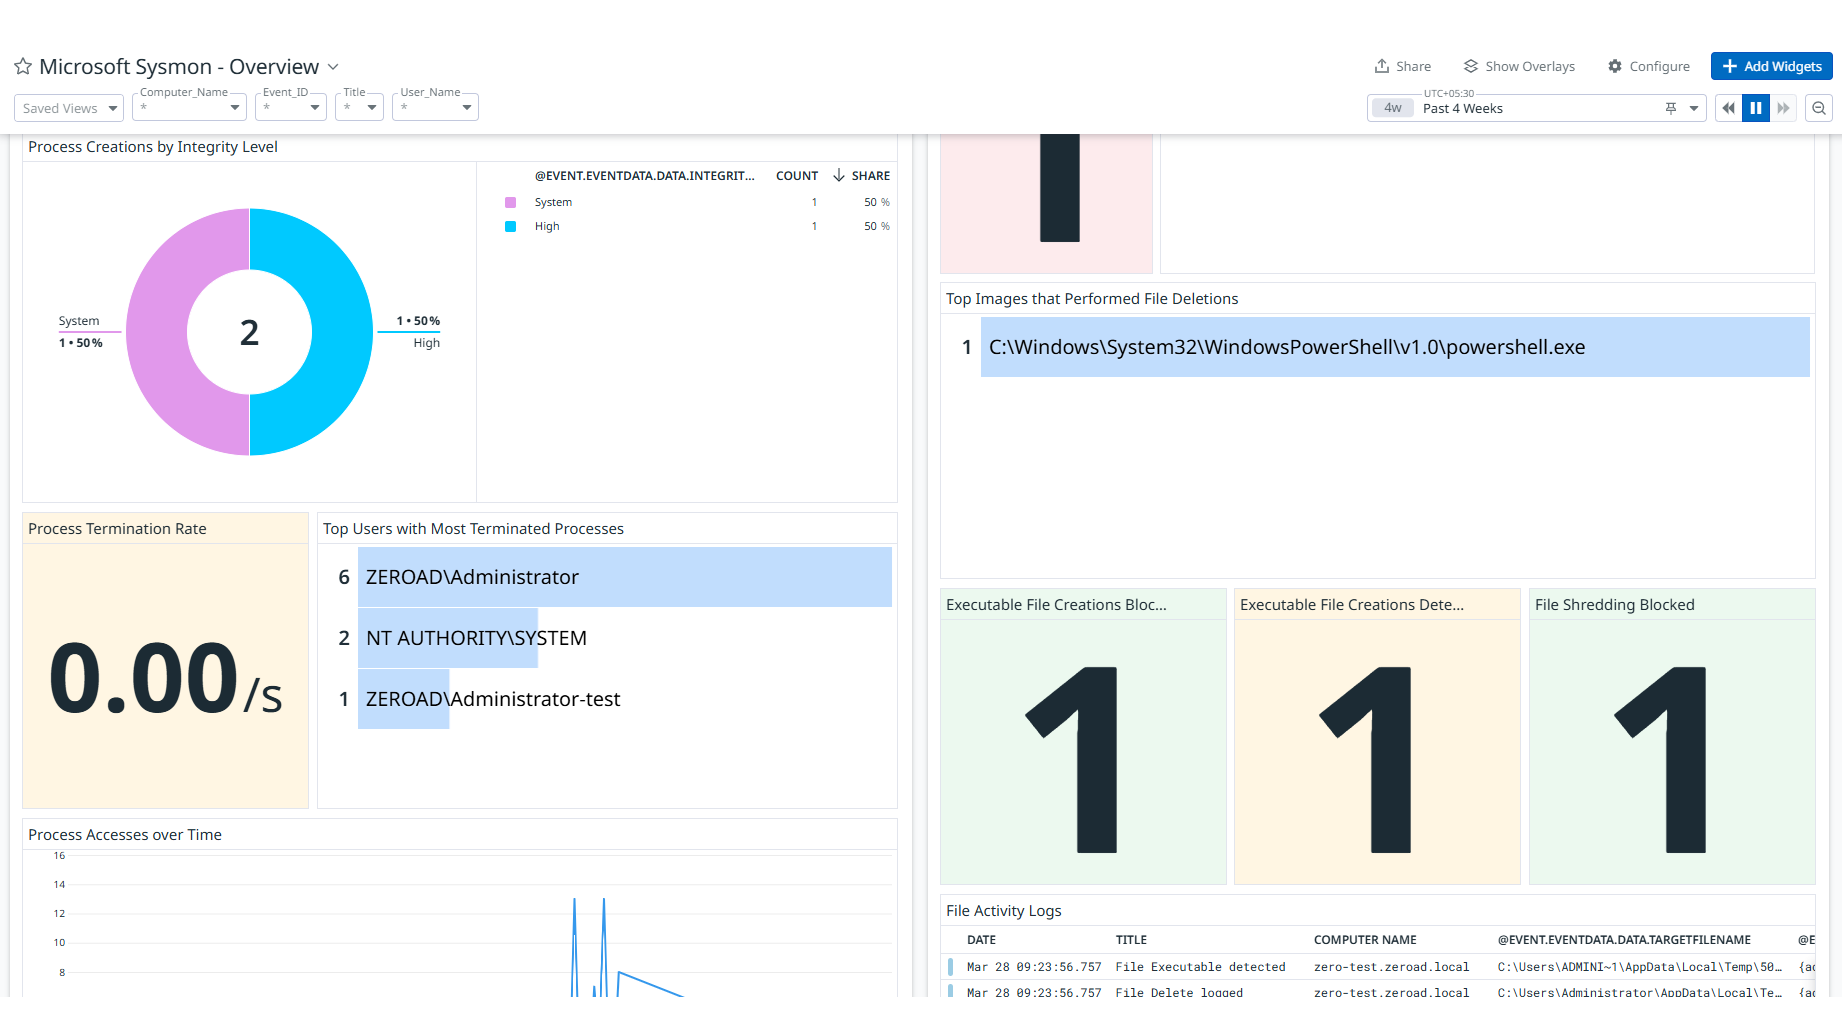 Microsoft Sysmon - Overview
Share
Show Overlays
Configure
Add Widgets
Saved Views
Computer_Name
*
Event_ID
*
Title
*
User_Name
*
UTC+05:30
4w Past 4 Weeks
Process Creations by Integrity Level
@EVENT.EVENTDATA.DATA.INTEGRIT... COUNT SHARE
System 1 50 %
High 1 50 %
System
1 • 50%
2
1 • 50%
High
Process Termination Rate
0.00/s
Top Users with Most Terminated Processes
6 ZEROAD\Administrator
2 NT AUTHORITY\SYSTEM
1 ZEROAD\Administrator-test
Process Accesses over Time
16
14
12
10
8
Top Images that Performed File Deletions
1 C:\Windows\System32\WindowsPowerShell\v1.0\powershell.exe
Executable File Creations Bloc...
1
Executable File Creations Dete...
1
File Shredding Blocked
1
File Activity Logs
DATE TITLE COMPUTER NAME @EVENT.EVENTDATA.DATA.TARGETFILENAME @E
Mar 28 09:23:56.757 File Executable detected zero-test.zeroad.local C:\Users\ADMINI~1\AppData\Local\Temp\50… {ac
Mar 28 09:23:56.757 File Delete logged zero-test.zeroad.local C:\Users\Administrator\AppData\Local\Te… {ac